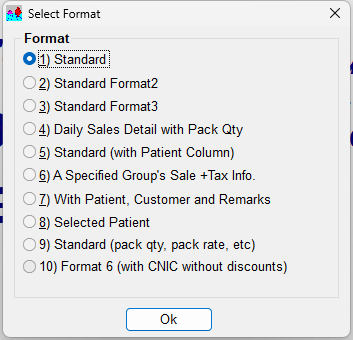 Select Format
Format
1) Standard
2) Standard Format2
3) Standard Format3
4) Daily Sales Detail with Pack Qty
5) Standard (with Patient Column)
6) A Specified Group's Sale +Tax Info.
7) With Patient, Customer and Remarks
8) Selected Patient
9) Standard (pack qty, pack rate, etc)
10) Format 6 (with CNIC without discounts)
Ok